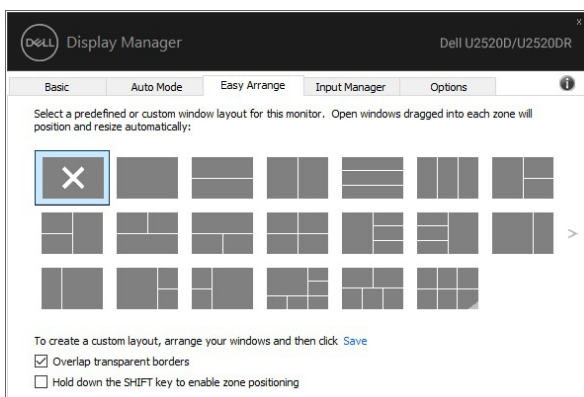 DELL Display Manager Dell U2520D/U2520DR
Basic Auto Mode Easy Arrange Input Manager Options
Select a predefined or custom window layout for this monitor. Open windows dragged into each zone will
position and resize automatically:
To create a custom layout, arrange your windows and then click Save
Overlap transparent borders
Hold down the SHIFT key to enable zone positioning